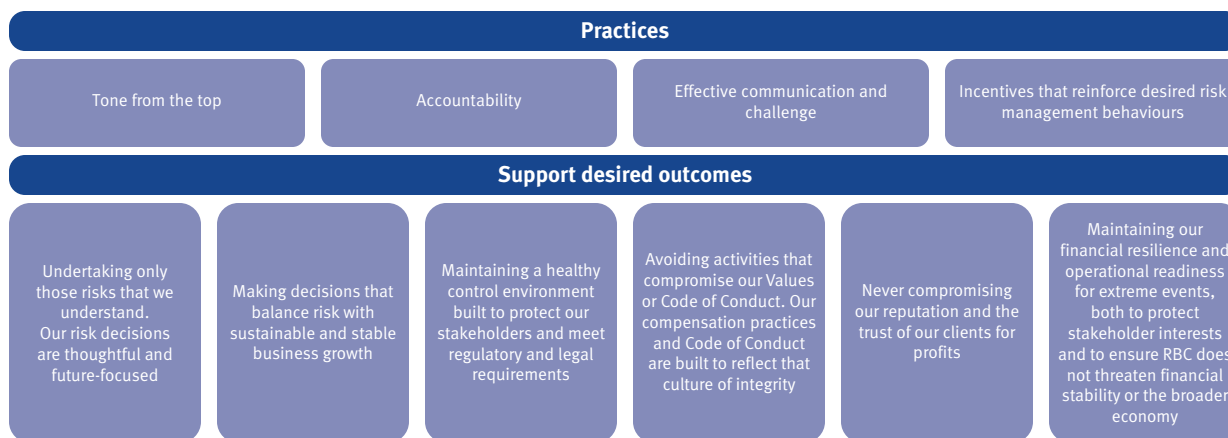 Practices
Tone from the top
Accountability
Effective communication and
challenge
Incentives that reinforce desired risk
management behaviours
Support desired outcomes
Undertaking only
those risks that we
understand.
Our risk decisions
are thoughtful and
future-focused
Making decisions that
balance risk with
sustainable and stable
business growth
Maintaining a healthy
control environment
built to protect our
stakeholders and meet
regulatory and legal
requirements
Avoiding activities that
compromise our Values
or Code of Conduct. Our
compensation practices
and Code of Conduct
are built to reflect that
culture of integrity
Never compromising
our reputation and the
trust of our clients for
profits
Maintaining our
financial resilience and
operational readiness
for extreme events,
both to protect
stakeholder interests
and to ensure RBC does
not threaten financial
stability or the broader
economy